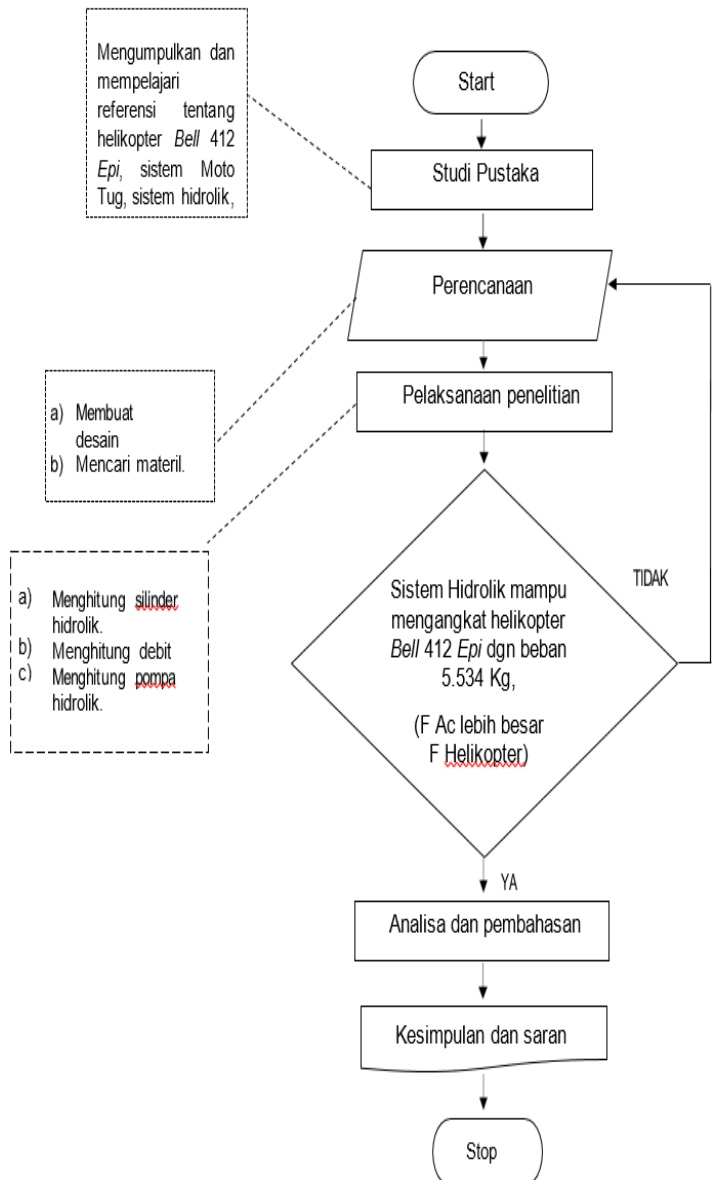 Mengumpulkan dan
mempelajari
referensi tentang
helikopter Bell 412
Epi, sistem Moto
Tug, sistem hidrolik,
Start
Studi Pustaka
Perencanaan
a) Membuat
desain
b) Mencari materil.
Pelaksanaan penelitian
a) Menghitung silinder
hidrolik.
b) Menghitung debit
c) Menghitung pompa
hidrolik.
Sistem Hidrolik mampu
mengangkat helikopter
Bell 412 Epi dgn beban
5.534 Kg,
(F Ac lebih besar
F Helikopter)
TIDAK
YA
Analisa dan pembahasan
Kesimpulan dan saran
Stop